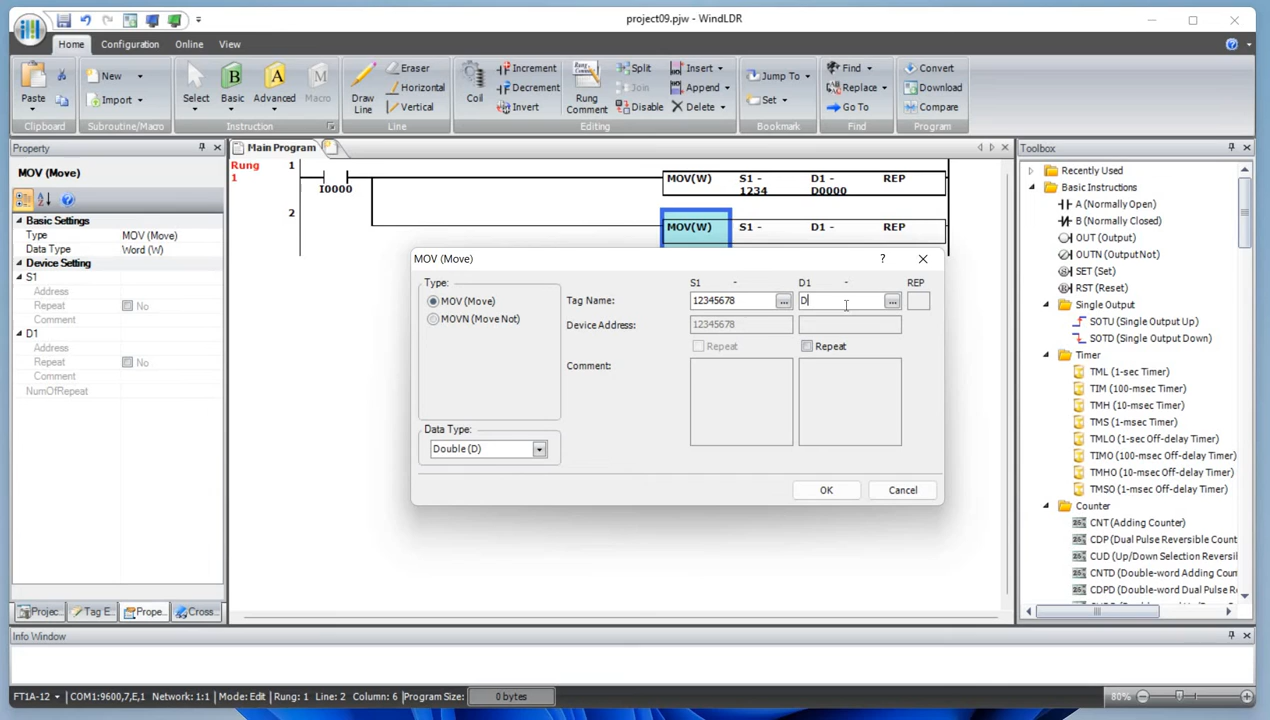 project09.pjw - WindLDR
Home Configuration Online View
Paste
Clipboard
New
Import
Subroutine/Macro
Select
B
Basic
A
Advanced
M
Macro
Instruction
Draw
Line
Eraser
Horizontal
Vertical
Line
Coil
Increment
Decrement
Invert
Rung
Comment
Split
Join
Disable
Insert
Append
Delete
Editing
Jump To
Set
Bookmark
Find
Replace
Go To
Find
Convert
Download
Compare
Program
Property
MOV (Move)
Basic Settings
Type MOV (Move)
Data Type Word (W)
Device Setting
S1
Address
Repeat No
Comment
D1
Address
Repeat No
Comment
NumOfRepeat
Projec Tag E Prope... Cross
Main Program
Rung 1
1
I0000
MOV(W) S1 - D1 - REP
1234 D0000
2
MOV(W) S1 - D1 - REP
MOV (Move)
?
Type:
MOV (Move)
MOVN (Move Not)
Data Type:
Double (D)
S1 - D1 - REP
Tag Name: 12345678 ... D ...
Device Address: 12345678
Repeat Repeat
Comment:
OK Cancel
Toolbox
Recently Used
Basic Instructions
A (Normally Open)
B (Normally Closed)
OUT (Output)
OUTN (Output Not)
SET (Set)
RST (Reset)
Single Output
SOTU (Single Output Up)
SOTD (Single Output Down)
Timer
TML (1-sec Timer)
TIM (100-msec Timer)
TMH (10-msec Timer)
TMS (1-msec Timer)
TMLO (1-sec Off-delay Timer)
TIMO (100-msec Off-delay Timer)
TMHO (10-msec Off-delay Timer)
TMSO (1-msec Off-delay Timer)
Counter
CNT (Adding Counter)
CDP (Dual Pulse Reversible Count
CUD (Up/Down Selection Reversil
CNTD (Double-word Adding Coun
CDPD (Double-word Dual Pulse R
Info Window
FT1A-12 COM1:9600,7,E,1 Network: 1:1 Mode: Edit Rung: 1 Line: 2 Column: 6 Program Size: 0 bytes 80%